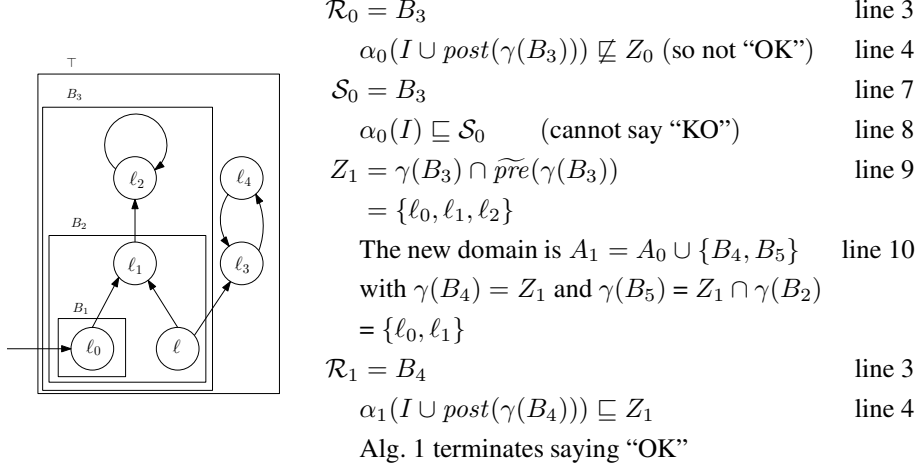 ⊤
B₃
ℓ₂
ℓ₄
B₂
ℓ₁
ℓ₃
B₁
ℓ₀
ℓ
ℛ₀ = B₃ line 3
α₀(I ∪ post(γ(B₃))) ⋢ Z₀ (so not “OK”) line 4
𝒮₀ = B₃ line 7
α₀(I) ⊑ 𝒮₀ (cannot say “KO”) line 8
Z₁ = γ(B₃) ∩ p͠re(γ(B₃)) line 9
= {ℓ₀, ℓ₁, ℓ₂}
The new domain is A₁ = A₀ ∪ {B₄, B₅} line 10
with γ(B₄) = Z₁ and γ(B₅) = Z₁ ∩ γ(B₂)
= {ℓ₀, ℓ₁}
ℛ₁ = B₄ line 3
α₁(I ∪ post(γ(B₄))) ⊑ Z₁ line 4
Alg. 1 terminates saying “OK”